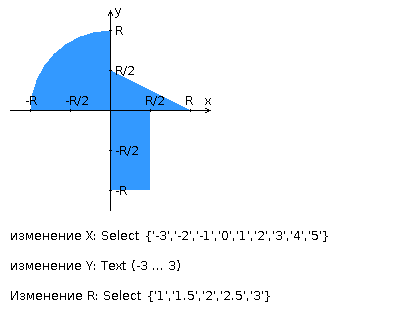 y
R
R/2
-R -R/2 R/2 R x
-R/2
-R
изменение X: Select {'-3','-2','-1','0','1','2','3','4','5'}
изменение Y: Text (-3 ... 3)
Изменение R: Select {'1','1.5','2','2.5','3'}